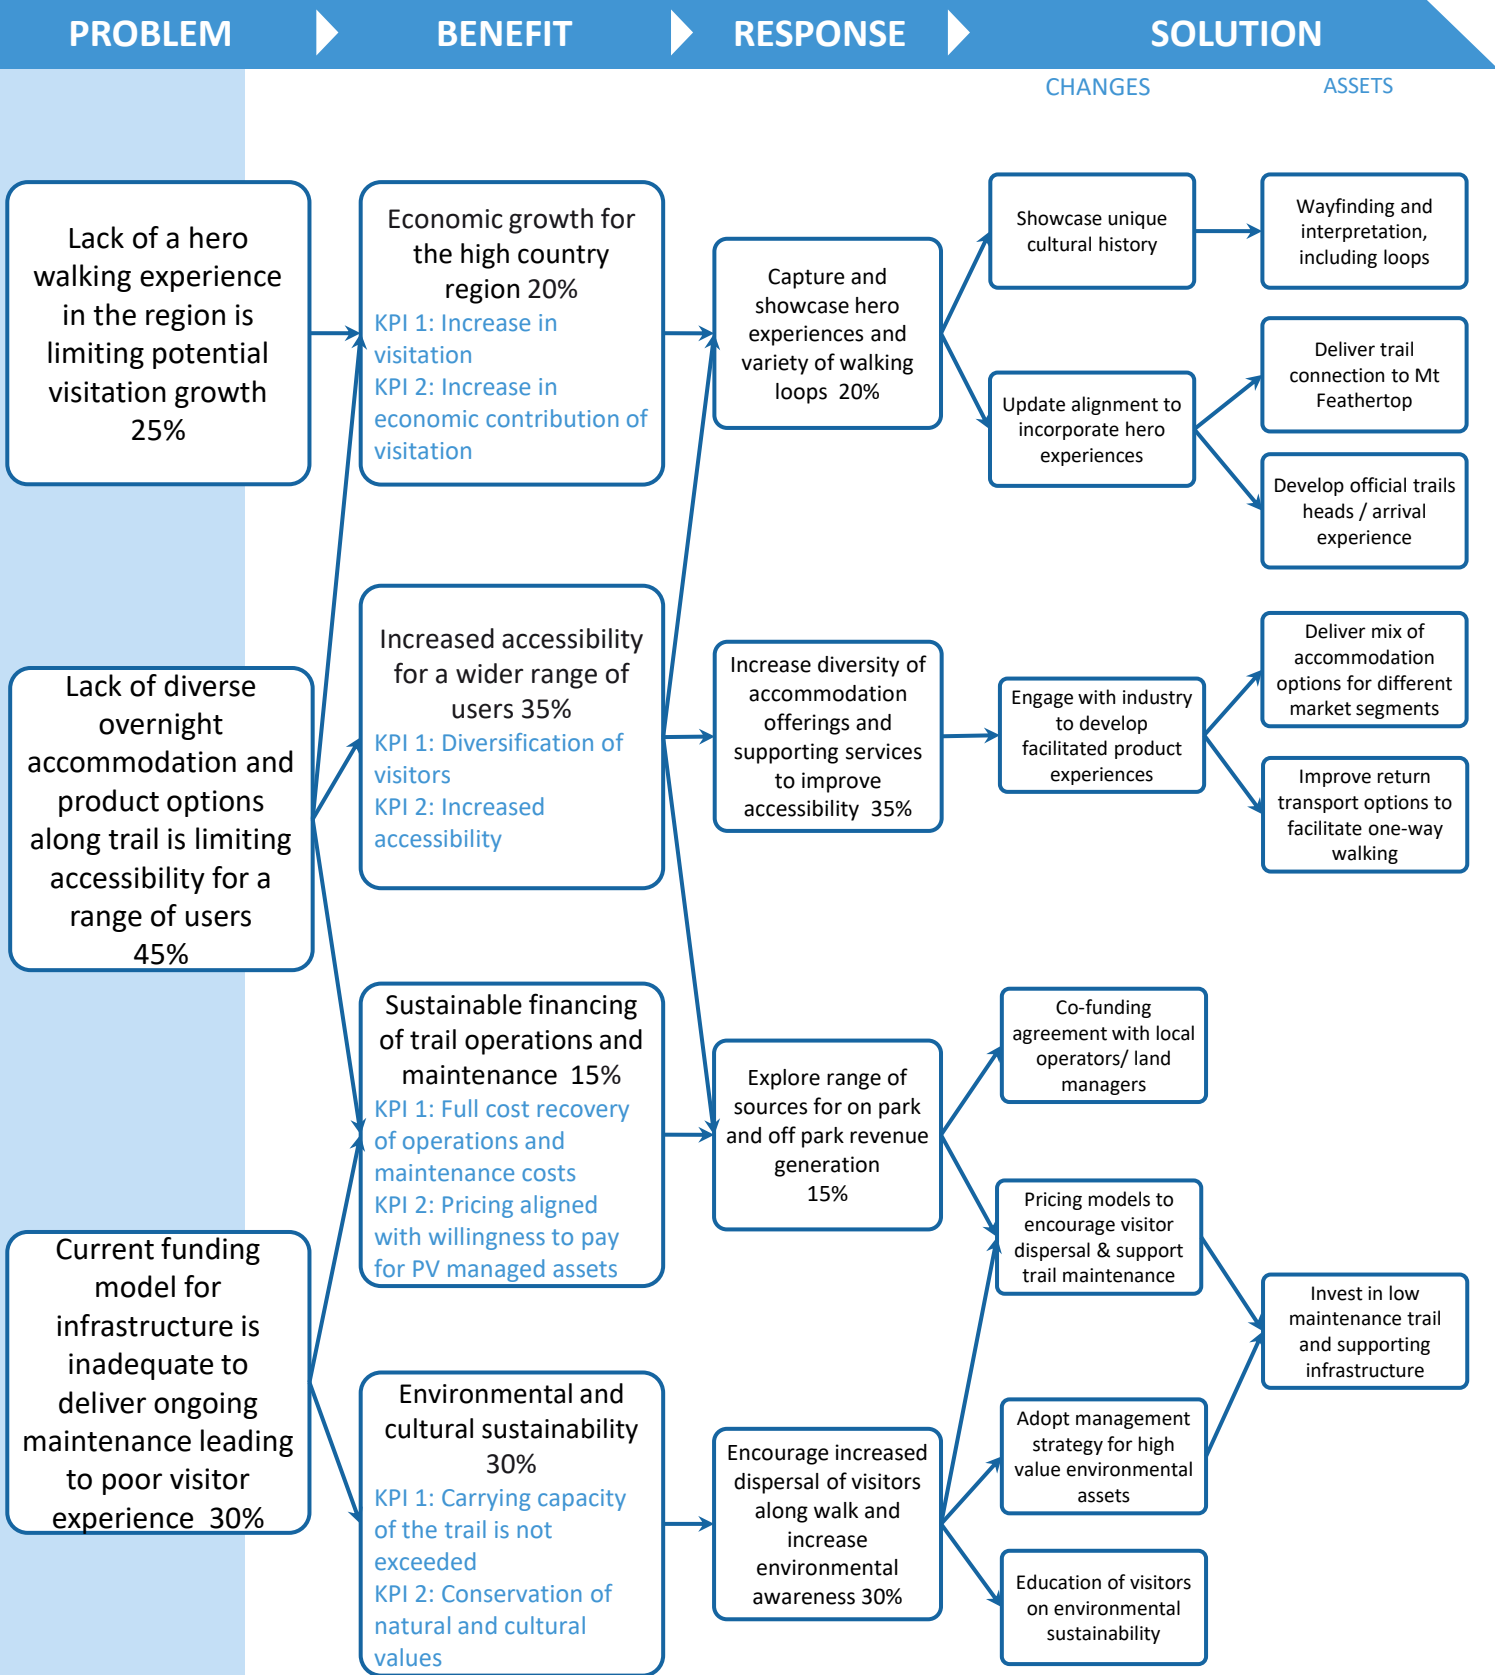 PROBLEM
BENEFIT
RESPONSE
SOLUTION
CHANGES
ASSETS
Lack of a hero
walking experience
in the region is
limiting potential
visitation growth
25%
Lack of diverse
overnight
accommodation and
product options
along trail is limiting
accessibility for a
range of users
45%
Current funding
model for
infrastructure is
inadequate to
deliver ongoing
maintenance leading
to poor visitor
experience 30%
Economic growth for
the high country
region 20%
KPI 1: Increase in
visitation
KPI 2: Increase in
economic contribution of
visitation
Increased accessibility
for a wider range of
users 35%
KPI 1: Diversification of
visitors
KPI 2: Increased
accessibility
Sustainable financing
of trail operations and
maintenance 15%
KPI 1: Full cost recovery
of operations and
maintenance costs
KPI 2: Pricing aligned
with willingness to pay
for PV managed assets
Environmental and
cultural sustainability
30%
KPI 1: Carrying capacity
of the trail is not
exceeded
KPI 2: Conservation of
natural and cultural
values
Capture and
showcase hero
experiences and
variety of walking
loops 20%
Increase diversity of
accommodation
offerings and
supporting services
to improve
accessibility 35%
Explore range of
sources for on park
and off park revenue
generation
15%
Encourage increased
dispersal of visitors
along walk and
increase
environmental
awareness 30%
Showcase unique
cultural history
Update alignment to
incorporate hero
experiences
Engage with industry
to develop
facilitated product
experiences
Co-funding
agreement with local
operators/ land
managers
Pricing models to
encourage visitor
dispersal & support
trail maintenance
Adopt management
strategy for high
value environmental
assets
Education of visitors
on environmental
sustainability
Wayfinding and
interpretation,
including loops
Deliver trail
connection to Mt
Feathertop
Develop official trails
heads / arrival
experience
Deliver mix of
accommodation
options for different
market segments
Improve return
transport options to
facilitate one-way
walking
Invest in low
maintenance trail
and supporting
infrastructure